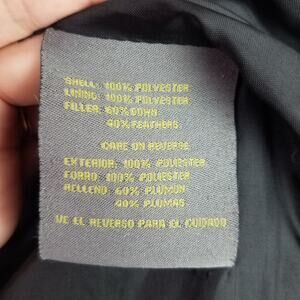 SHELL: 100% POLYESTER
LINING: 100% POLYESTER
FILLER: 60% DOWN
40% FEATHERS
CARE ON REVERSE
EXTERIOR: 100% POLIESTER
FORRO: 100% POLIESTER
RELLENO: 60% PLUMON
40% PLUMAS
VE EL REVERSO PARA EL CUIDADO